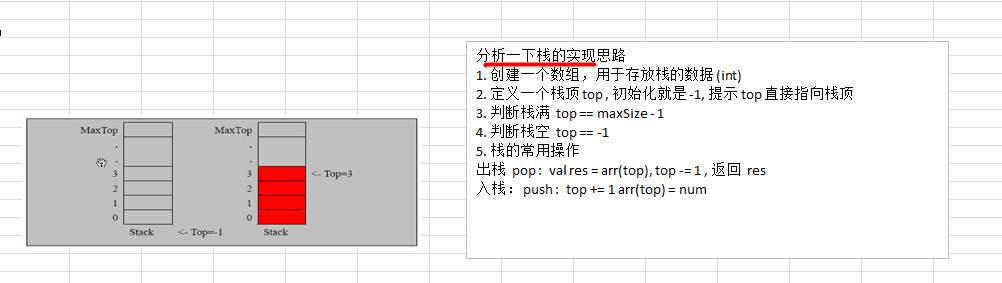 分析一下栈的实现思路
1. 创建一个数组，用于存放栈的数据(int)
2. 定义一个栈顶 top , 初始化就是 -1, 提示 top 直接指向栈顶
3. 判断栈满 top == maxSize - 1
4. 判断栈空 top == -1
5. 栈的常用操作
出栈 pop : val res = arr(top), top -= 1 , 返回 res
入栈：push : top += 1 arr(top) = num
MaxTop MaxTop
. .
. .
3 3 <- Top=3
2 2
1 1
0 0
Stack <- Top=-1 Stack